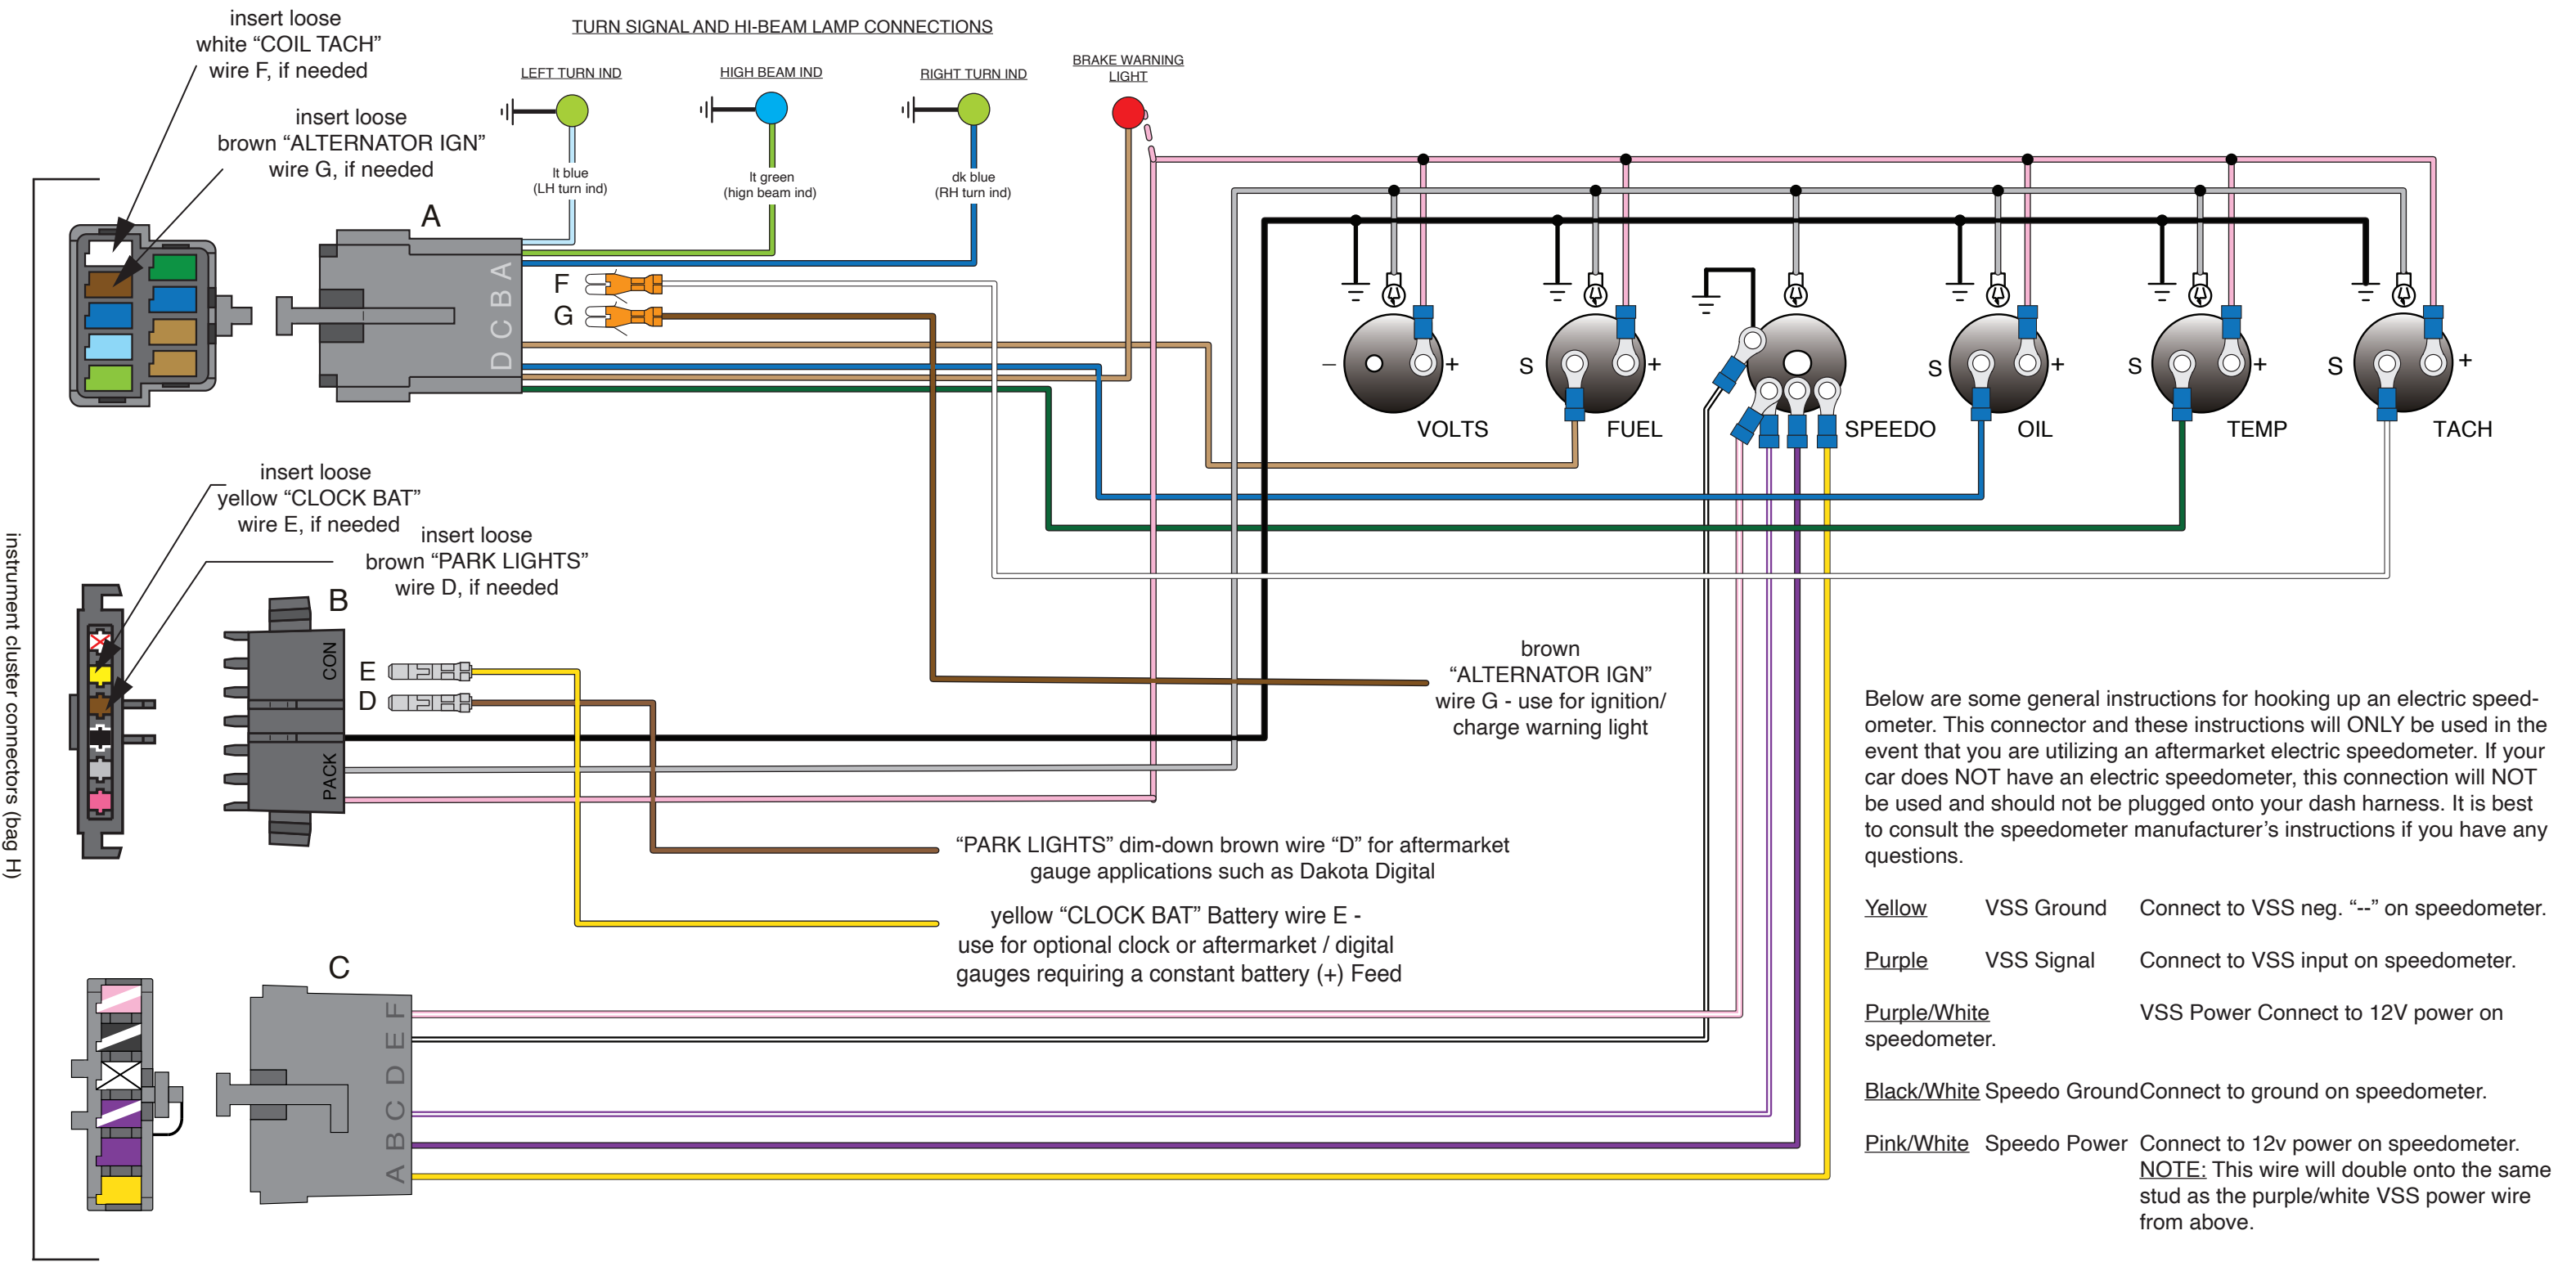 insert loose
white “COIL TACH”
wire F, if needed
TURN SIGNAL AND HI-BEAM LAMP CONNECTIONS
LEFT TURN IND
HIGH BEAM IND
RIGHT TURN IND
BRAKE WARNING
LIGHT
insert loose
brown “ALTERNATOR IGN”
wire G, if needed
lt blue
(LH turn ind)
lt green
(hign beam ind)
dk blue
(RH turn ind)
A
D C B A
F
G
–
+
VOLTS
S
+
FUEL
SPEEDO
S
+
OIL
S
+
TEMP
S
+
TACH
insert loose
yellow “CLOCK BAT”
wire E, if needed
insert loose
brown “PARK LIGHTS”
wire D, if needed
instrument cluster connectors (bag H)
B
CON
PACK
E
D
brown
“ALTERNATOR IGN”
wire G - use for ignition/
charge warning light
“PARK LIGHTS” dim-down brown wire “D” for aftermarket
gauge applications such as Dakota Digital
yellow “CLOCK BAT” Battery wire E -
use for optional clock or aftermarket / digital
gauges requiring a constant battery (+) Feed
C
A B C D E F
Below are some general instructions for hooking up an electric speed-
ometer. This connector and these instructions will ONLY be used in the
event that you are utilizing an aftermarket electric speedometer. If your
car does NOT have an electric speedometer, this connection will NOT
be used and should not be plugged onto your dash harness. It is best
to consult the speedometer manufacturer’s instructions if you have any
questions.
Yellow VSS Ground Connect to VSS neg. “--” on speedometer.
Purple VSS Signal Connect to VSS input on speedometer.
Purple/White VSS Power Connect to 12V power on
speedometer.
Black/White Speedo Ground Connect to ground on speedometer.
Pink/White Speedo Power Connect to 12v power on speedometer.
NOTE: This wire will double onto the same
stud as the purple/white VSS power wire
from above.